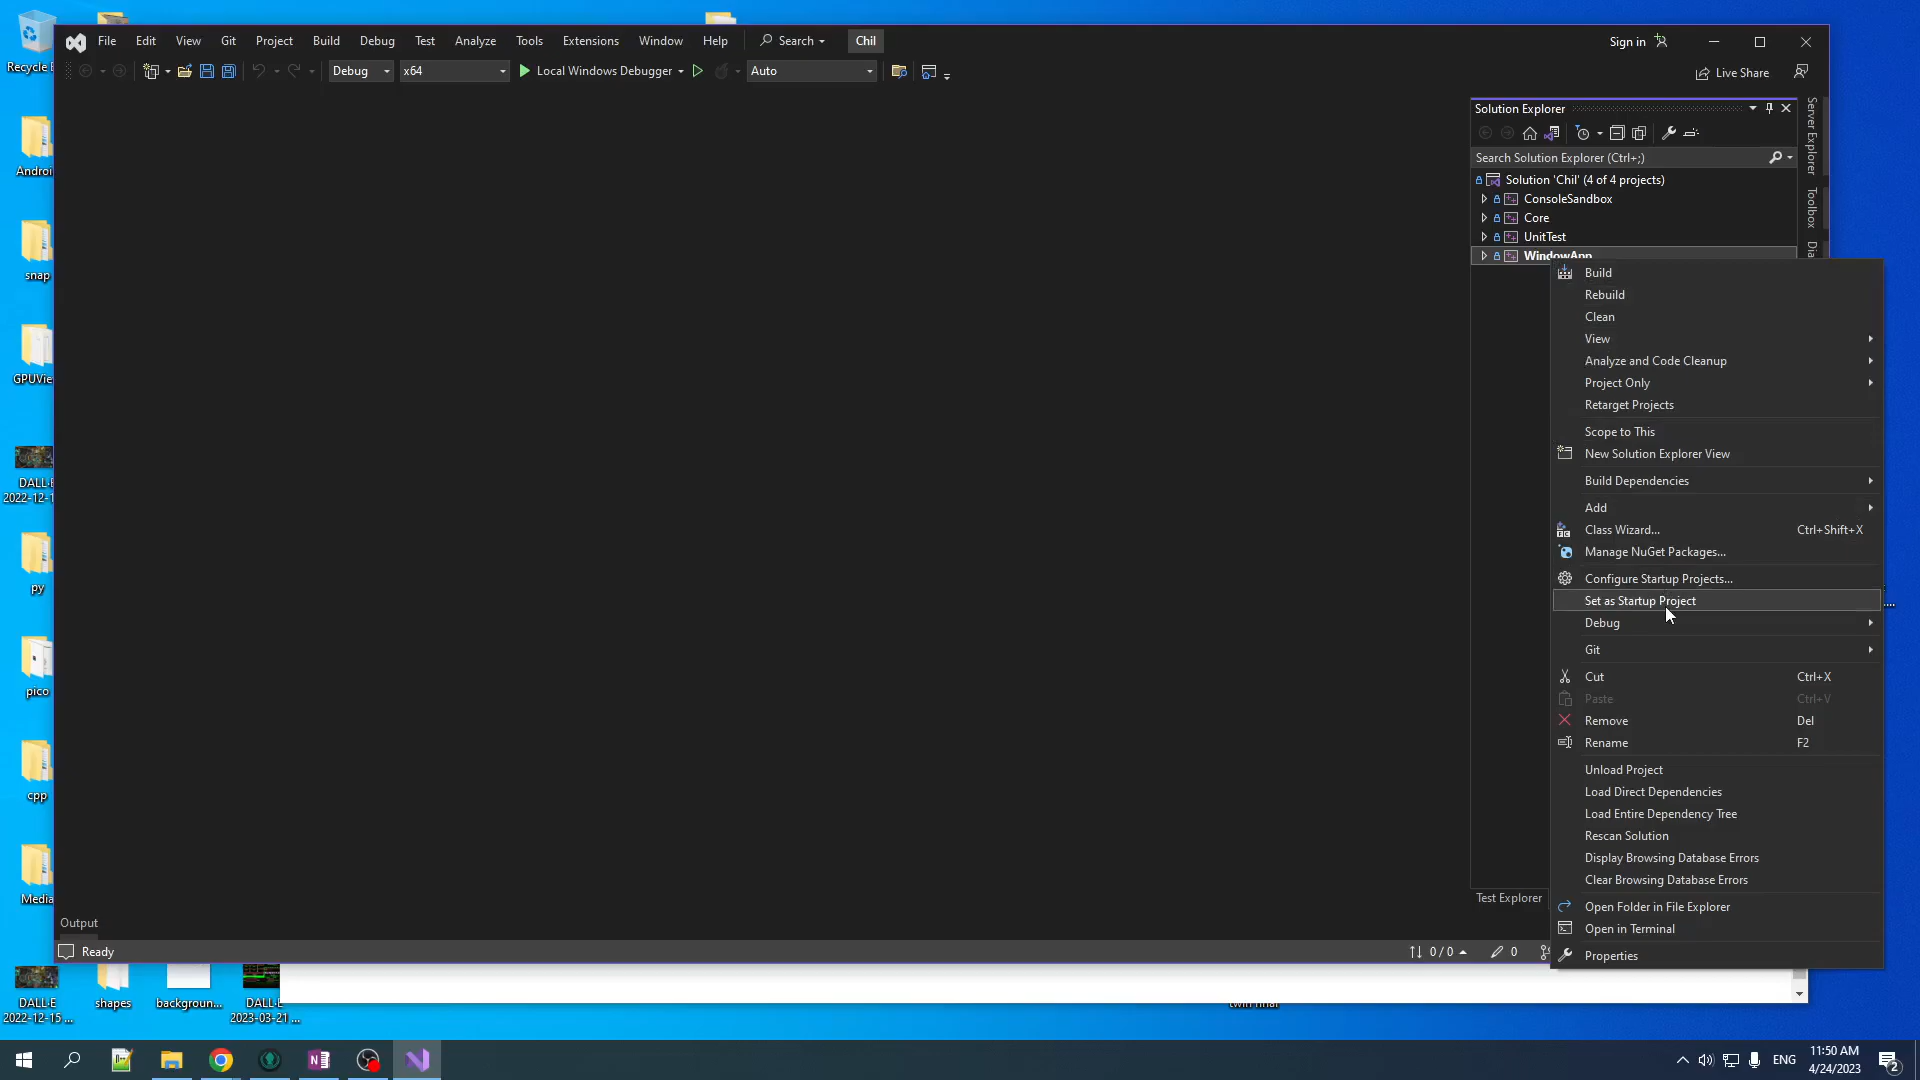 File Edit View Git Project Build Debug Test Analyze Tools Extensions Window Help Search Chil Sign in
Debug x64 Local Windows Debugger Auto Live Share
Solution Explorer
Search Solution Explorer (Ctrl+;)
Solution 'Chil' (4 of 4 projects)
ConsoleSandbox
Core
UnitTest
WindowApp
Server Explorer
Toolbox
Build
Rebuild
Clean
View
Analyze and Code Cleanup
Project Only
Retarget Projects
Scope to This
New Solution Explorer View
Build Dependencies
Add
Class Wizard... Ctrl+Shift+X
Manage NuGet Packages...
Configure Startup Projects...
Set as Startup Project
Debug
Git
Cut Ctrl+X
Paste Ctrl+V
Remove Del
Rename F2
Unload Project
Load Direct Dependencies
Load Entire Dependency Tree
Rescan Solution
Display Browsing Database Errors
Clear Browsing Database Errors
Open Folder in File Explorer
Open in Terminal
Properties
Test Explorer
Output
Ready
0 / 0
0
Recycle
Androi
snap
GPUVie
DALL·E
2022-12-1
py
pico
cpp
Media
DALL·E
2022-12-15 ...
shapes
backgroun...
DALL·E
2023-03-21 ...
ENG
11:50 AM
4/24/2023
2